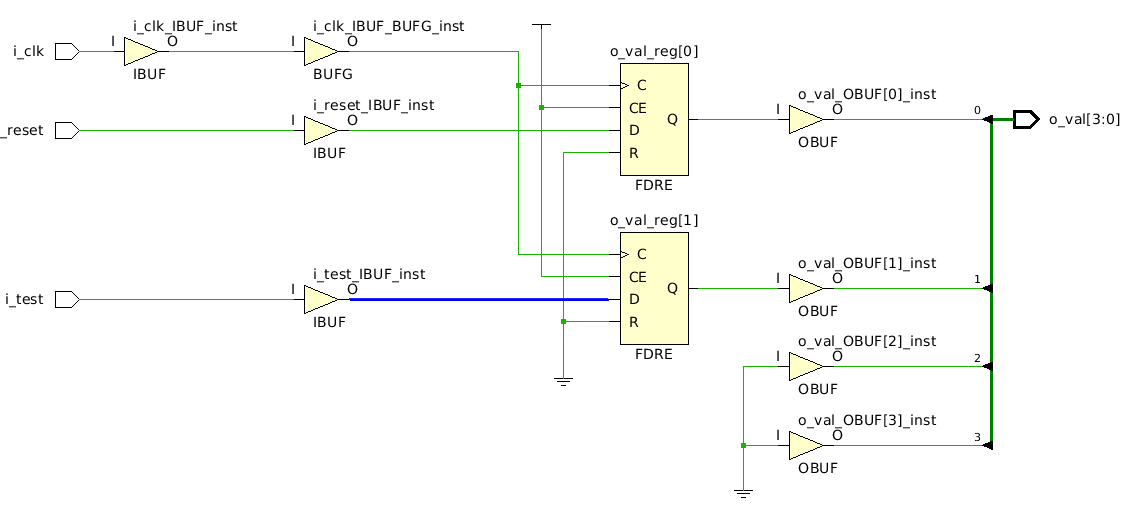 i_clk_IBUF_inst
i_clk_IBUF_BUFG_inst
i_clk
I
O
I
O
IBUF
BUFG
o_val_reg[0]
C
CE
D
R
Q
FDRE
i_reset_IBUF_inst
_reset
I
O
IBUF
o_val_OBUF[0]_inst
I
O
OBUF
0
o_val[3:0]
o_val_reg[1]
C
CE
D
R
Q
FDRE
i_test_IBUF_inst
i_test
I
O
IBUF
o_val_OBUF[1]_inst
I
O
OBUF
1
o_val_OBUF[2]_inst
I
O
OBUF
2
o_val_OBUF[3]_inst
I
O
OBUF
3